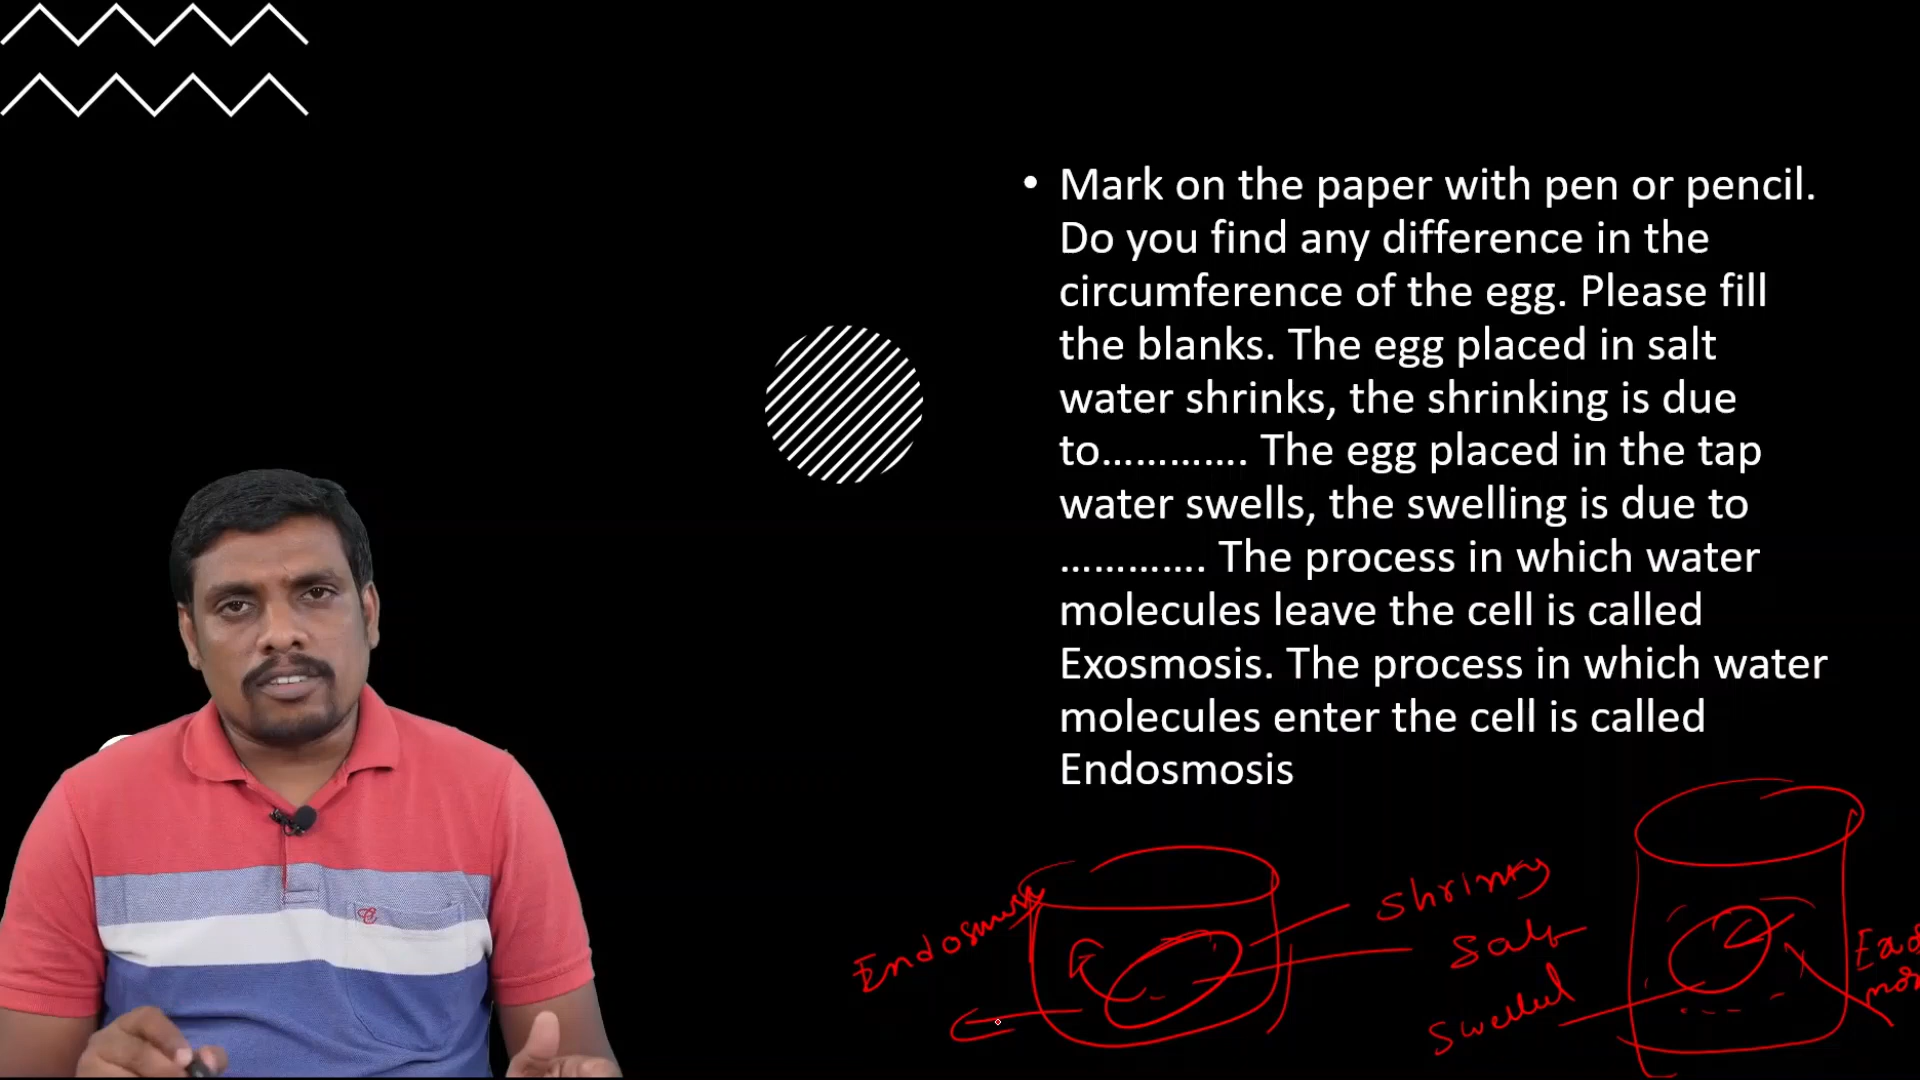 • Mark on the paper with pen or pencil.
Do you find any difference in the
circumference of the egg. Please fill
the blanks. The egg placed in salt
water shrinks, the shrinking is due
to…………. The egg placed in the tap
water swells, the swelling is due to
…………. The process in which water
molecules leave the cell is called
Exosmosis. The process in which water
molecules enter the cell is called
Endosmosis
Salt
Swelled